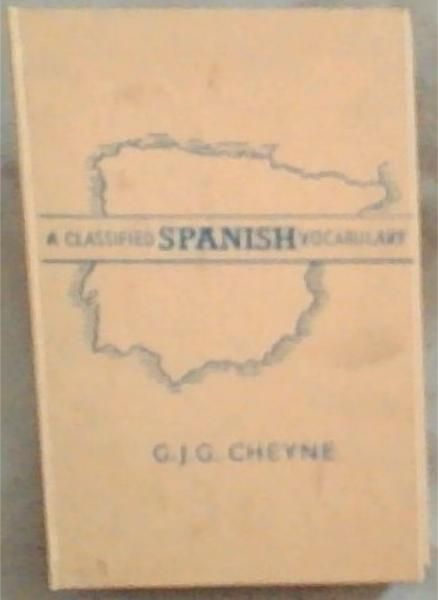 A CLASSIFIED SPANISH VOCABULARY
G.J.G. CHEYNE